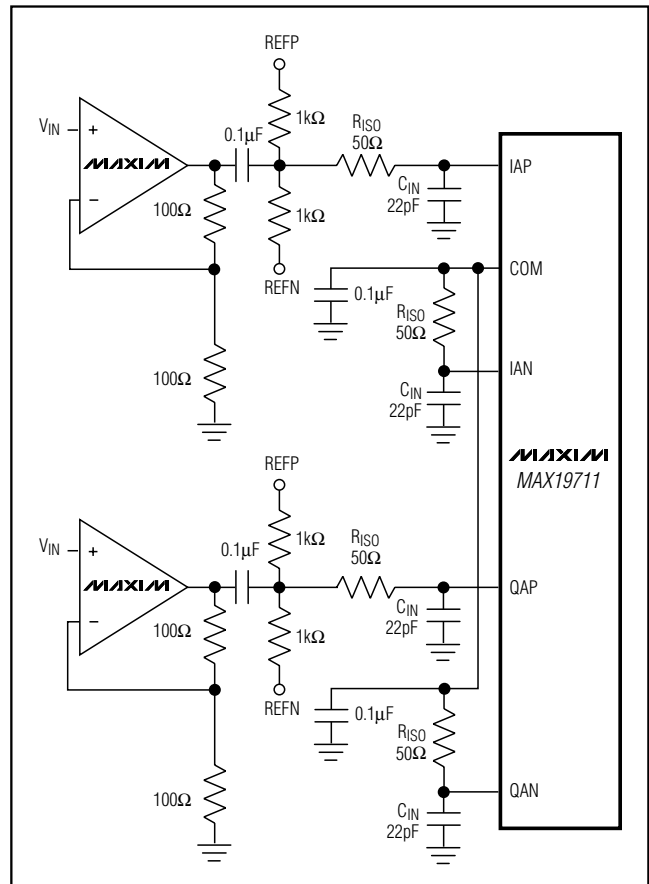 REFP
VIN
+
−
MAXIM
0.1µF
1kΩ
1kΩ
REFN
RISO
50Ω
CIN
22pF
100Ω
100Ω
0.1µF
RISO
50Ω
CIN
22pF
IAP
COM
IAN
MAXIM
MAX19711
REFP
VIN
+
−
MAXIM
0.1µF
1kΩ
1kΩ
REFN
RISO
50Ω
CIN
22pF
100Ω
100Ω
0.1µF
RISO
50Ω
CIN
22pF
QAP
QAN